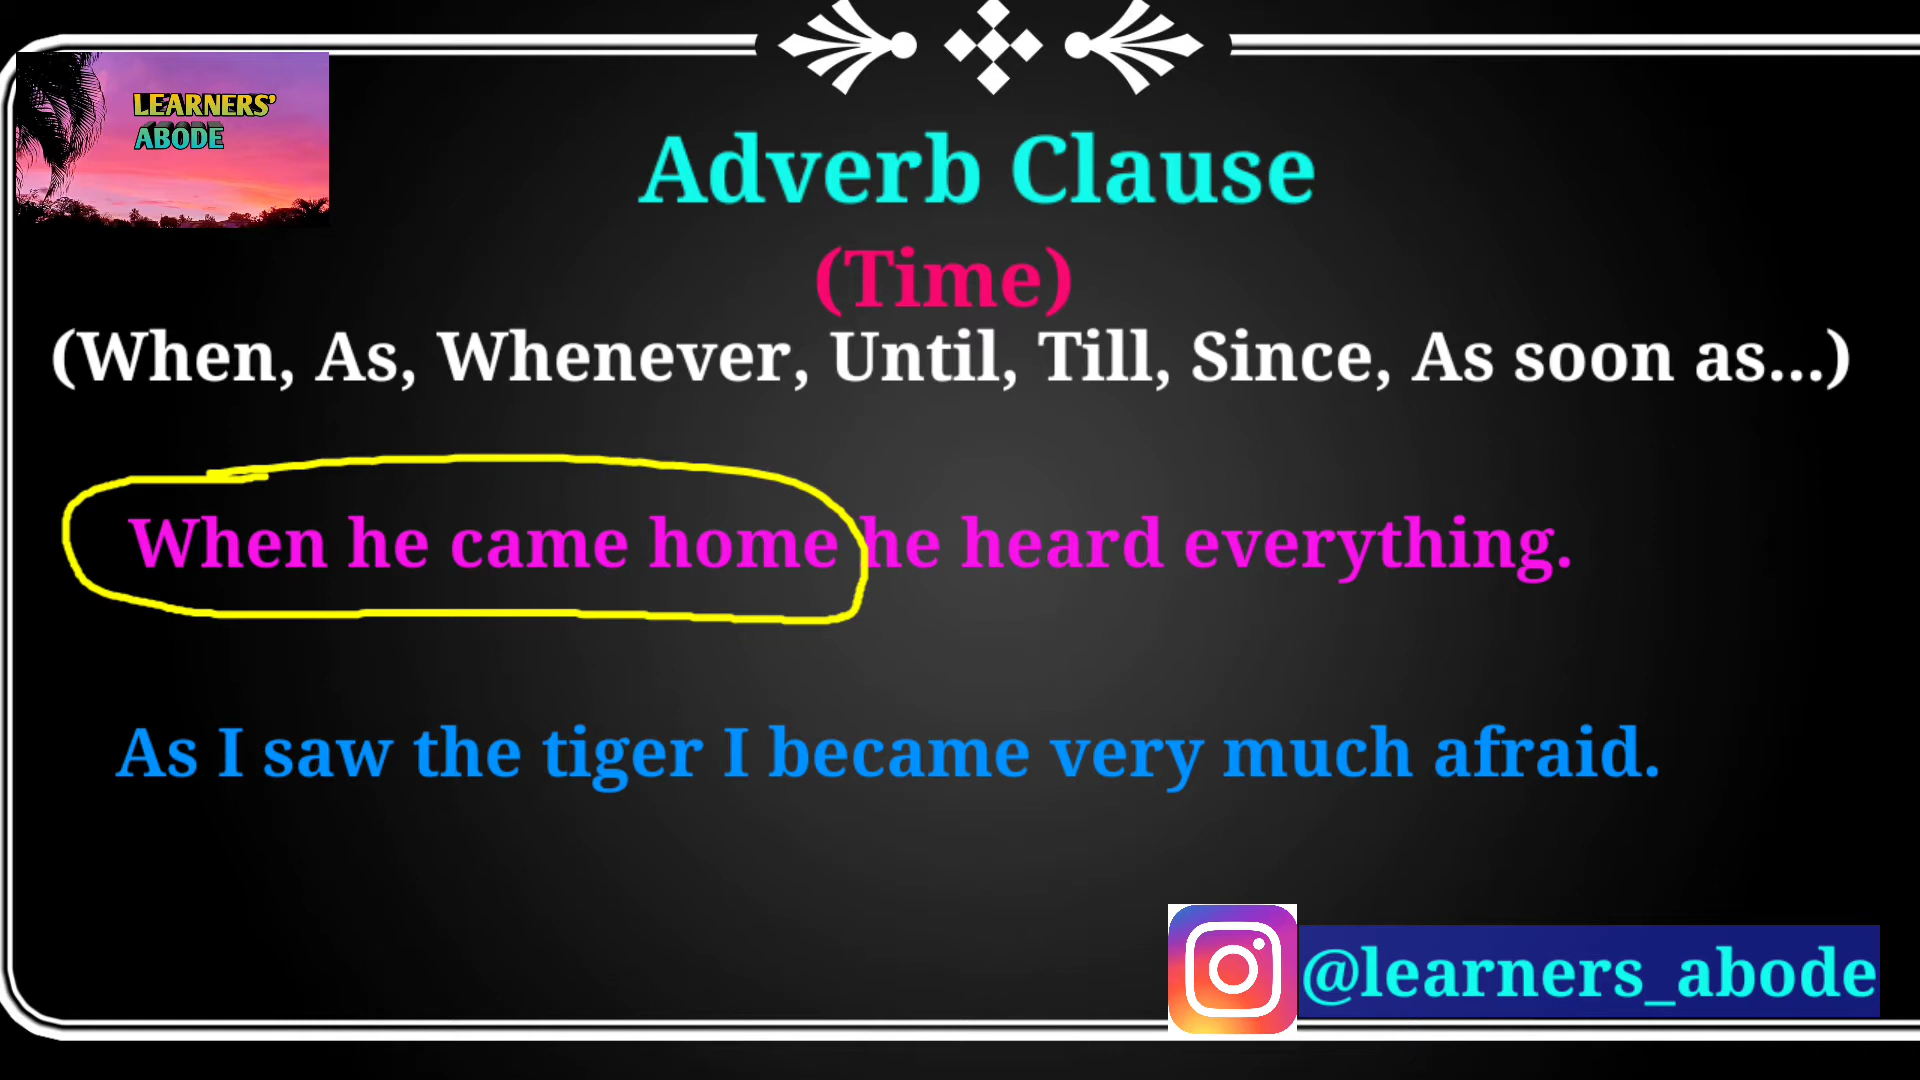 LEARNERS'
ABODE
Adverb Clause
(Time)
(When, As, Whenever, Until, Till, Since, As soon as...)
When he came home he heard everything.
As I saw the tiger I became very much afraid.
@learners_abode